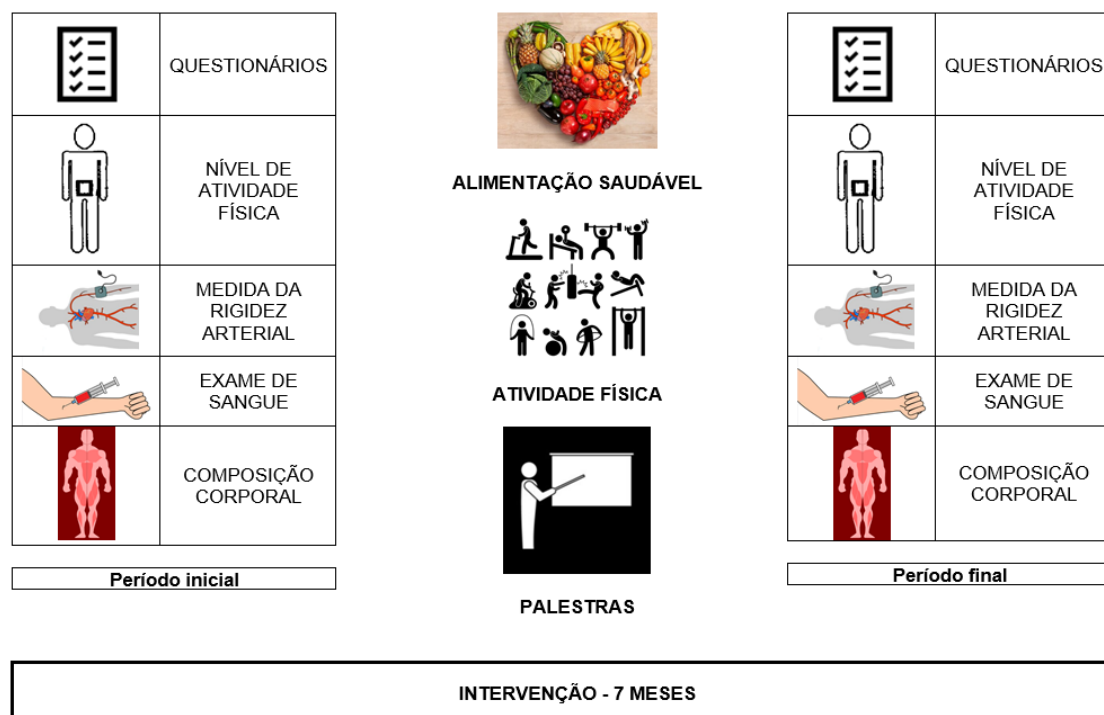 QUESTIONÁRIOS
NÍVEL DE
ATIVIDADE
FÍSICA
MEDIDA DA
RIGIDEZ
ARTERIAL
EXAME DE
SANGUE
COMPOSIÇÃO
CORPORAL
Período inicial
ALIMENTAÇÃO SAUDÁVEL
ATIVIDADE FÍSICA
PALESTRAS
QUESTIONÁRIOS
NÍVEL DE
ATIVIDADE
FÍSICA
MEDIDA DA
RIGIDEZ
ARTERIAL
EXAME DE
SANGUE
COMPOSIÇÃO
CORPORAL
Período final
INTERVENÇÃO - 7 MESES